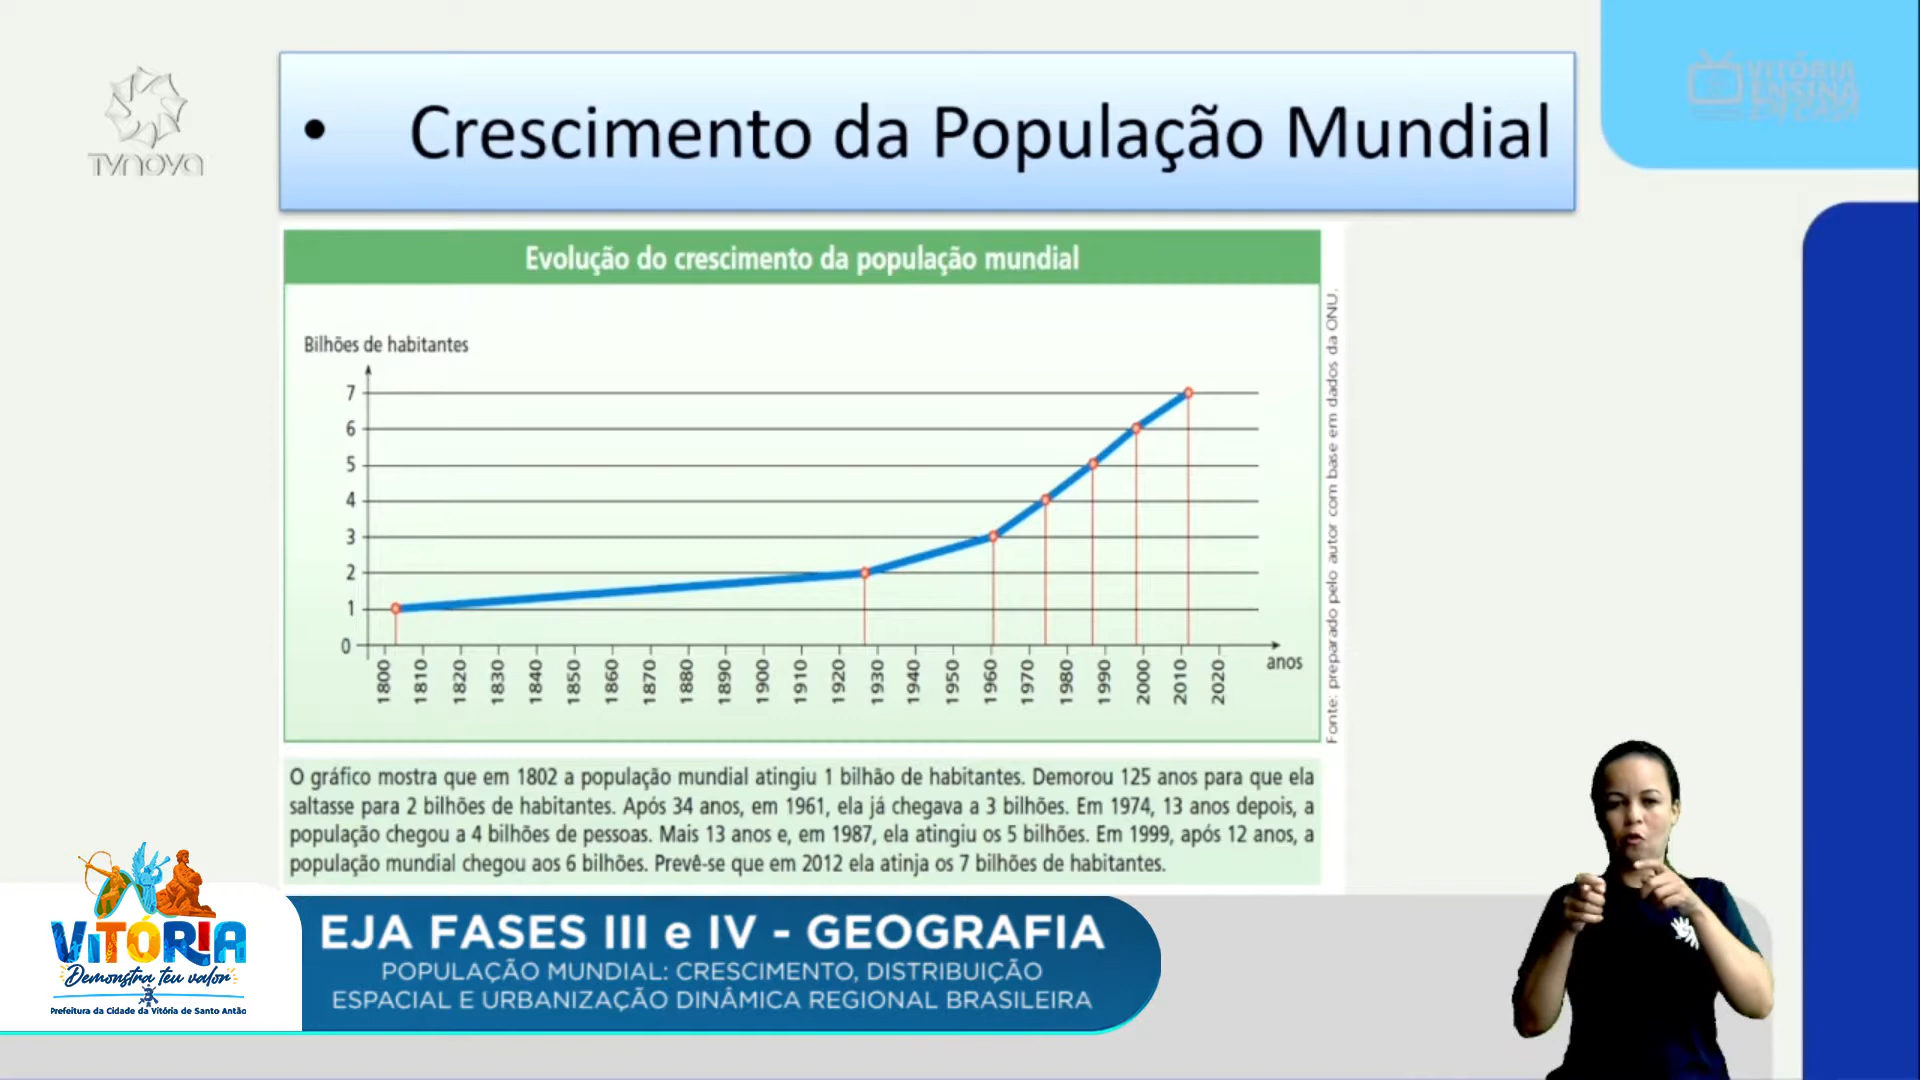 TVNOVA
• Crescimento da População Mundial
VITÓRIA
ENSINA
Evolução do crescimento da população mundial
Bilhões de habitantes
7
6
5
4
3
2
1
0
1800 1810 1820 1830 1840 1850 1860 1870 1880 1890 1900 1910 1920 1930 1940 1950 1960 1970 1980 1990 2000 2010 2020
anos
Fonte: preparado pelo autor com base em dados da ONU.
O gráfico mostra que em 1802 a população mundial atingiu 1 bilhão de habitantes. Demorou 125 anos para que ela
saltasse para 2 bilhões de habitantes. Após 34 anos, em 1961, ela já chegava a 3 bilhões. Em 1974, 13 anos depois, a
população chegou a 4 bilhões de pessoas. Mais 13 anos e, em 1987, ela atingiu os 5 bilhões. Em 1999, após 12 anos, a
população mundial chegou aos 6 bilhões. Prevê-se que em 2012 ela atinja os 7 bilhões de habitantes.
VITÓRIA
Demonstra teu valor
Prefeitura da Cidade da Vitória de Santo Antão
EJA FASES III e IV - GEOGRAFIA
POPULAÇÃO MUNDIAL: CRESCIMENTO, DISTRIBUIÇÃO
ESPACIAL E URBANIZAÇÃO DINÂMICA REGIONAL BRASILEIRA